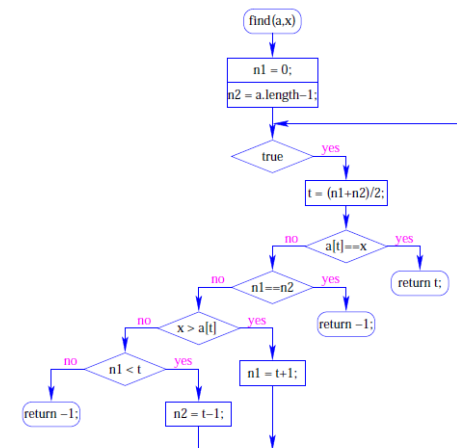 find(a,x)
n1 = 0;
n2 = a.length−1;
true
yes
t = (n1+n2)/2;
no
a[t]==x
yes
return t;
no
n1==n2
yes
return −1;
no
x > a[t]
yes
n1 = t+1;
no
n1 < t
yes
return −1;
n2 = t−1;